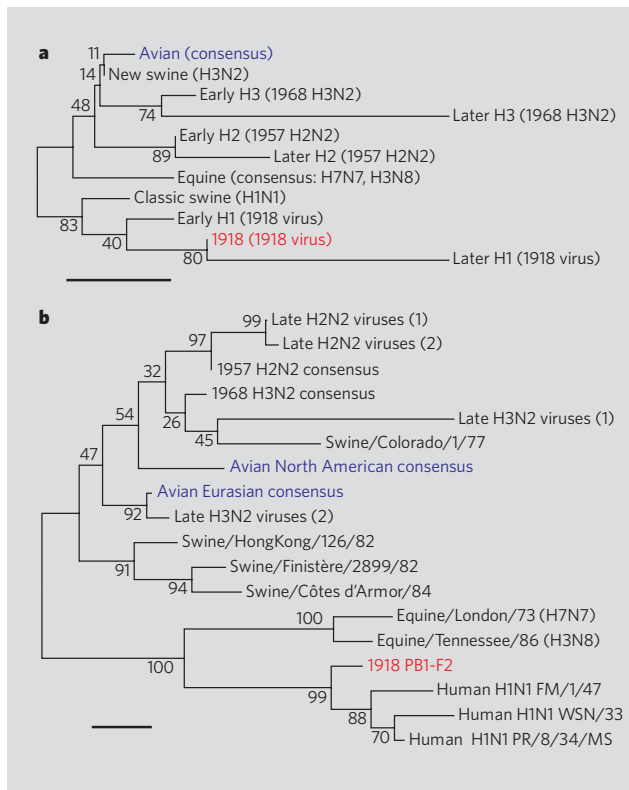 a
11 Avian (consensus)
14 New swine (H3N2)
48
Early H3 (1968 H3N2)
74
Later H3 (1968 H3N2)
Early H2 (1957 H2N2)
89
Later H2 (1957 H2N2)
Equine (consensus: H7N7, H3N8)
Classic swine (H1N1)
83
Early H1 (1918 virus)
40
1918 (1918 virus)
80
Later H1 (1918 virus)
b
99 Late H2N2 viruses (1)
97
Late H2N2 viruses (2)
1957 H2N2 consensus
32
1968 H3N2 consensus
26
Late H3N2 viruses (1)
45
Swine/Colorado/1/77
54
Avian North American consensus
47
Avian Eurasian consensus
92
Late H3N2 viruses (2)
Swine/HongKong/126/82
91
Swine/Finistère/2899/82
94
Swine/Côtes d'Armor/84
100 Equine/London/73 (H7N7)
Equine/Tennessee/86 (H3N8)
100
1918 PB1-F2
99
Human H1N1 FM/1/47
88
Human H1N1 WSN/33
70
Human H1N1 PR/8/34/MS